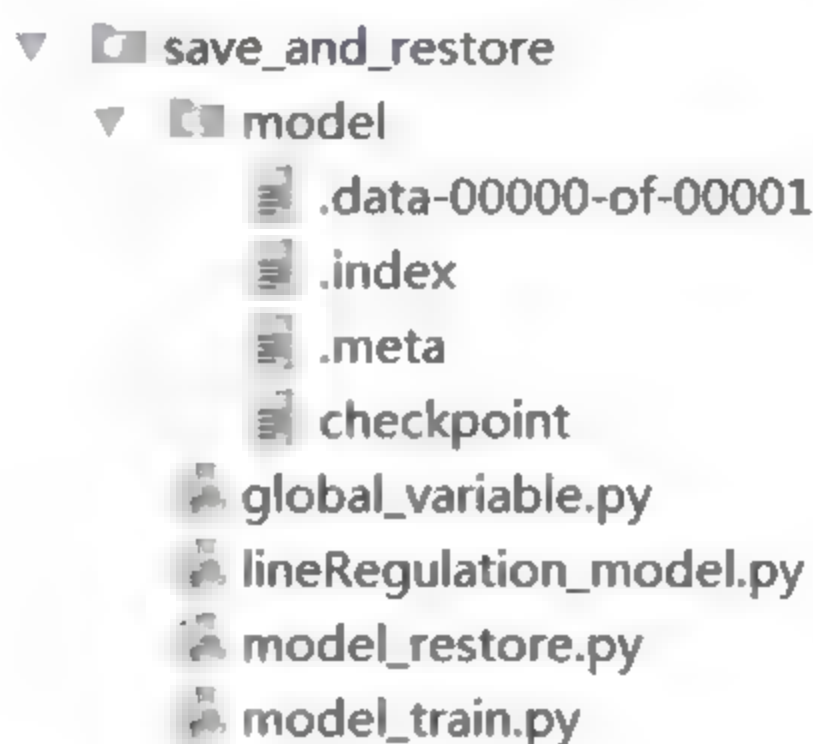 save_and_restore
model
.data-00000-of-00001
.index
.meta
checkpoint
global_variable.py
lineRegulation_model.py
model_restore.py
model_train.py